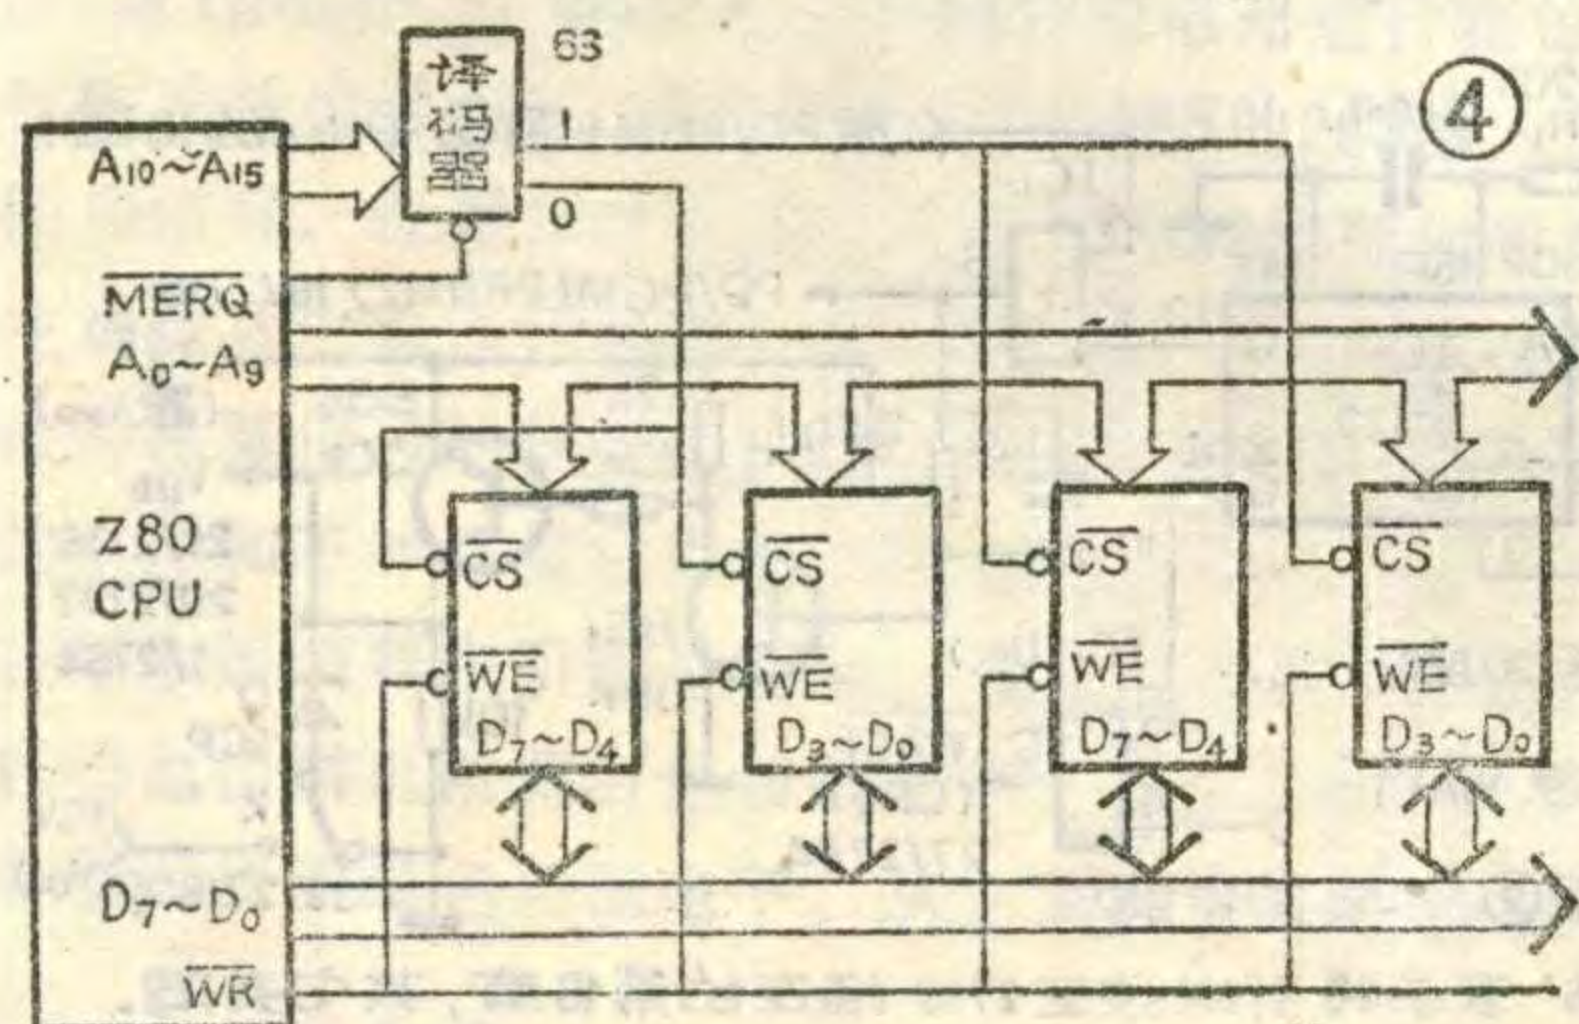 ④
译码器
63
1
0
A10~A15
MERQ
A0~A9
Z80
CPU
CS
WE
D7~D4
CS
WE
D3~D0
CS
WE
D7~D4
CS
WE
D3~D0
D7~D0
WR